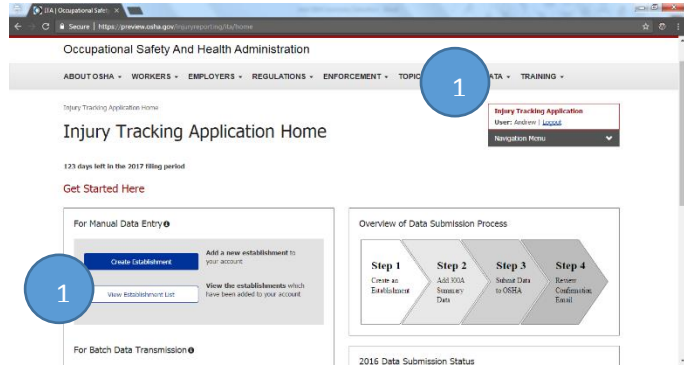 ITA | Occupational Safet
Secure | https://preview.osha.gov/injuryreporting/ita/home
Occupational Safety And Health Administration
ABOUT OSHA WORKERS EMPLOYERS REGULATIONS ENFORCEMENT TOPIC ATA TRAINING
1
Injury Tracking Application Home
Injury Tracking Application
User: Andrew | Logout
Navigation Menu
Injury Tracking Application Home
123 days left in the 2017 filing period
Get Started Here
For Manual Data Entry
Create Establishment
Add a new establishment to
your account
1
View Establishment List
View the establishments which
have been added to your account
For Batch Data Transmission
Overview of Data Submission Process
Step 1
Create an
Establishment
Step 2
Add 300A
Summary
Data
Step 3
Submit Data
to OSHA
Step 4
Review
Confirmation
Email
2016 Data Submission Status